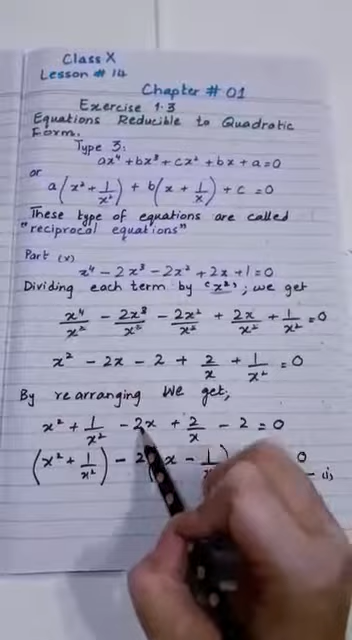 Class X
Lesson # 14
Chapter # 01
Exercise 1.3
Equations Reducible to Quadratic
Form.
Type 3:
ax⁴ + bx³ + cx² + bx + a = 0
or
a(x² + 1/x²) + b(x + 1/x) + c = 0
These type of equations are called
"reciprocal equations"
Part (x)
x⁴ - 2x³ - 2x² + 2x + 1 = 0
Dividing each term by (x²); we get
x⁴/x² - 2x³/x² - 2x²/x² + 2x/x² + 1/x² = 0
x² - 2x - 2 + 2/x + 1/x² = 0
By rearranging We get;
x² + 1/x² - 2x + 2/x - 2 = 0
(x² + 1/x²) - 2(x - 1/x) 0
(i)